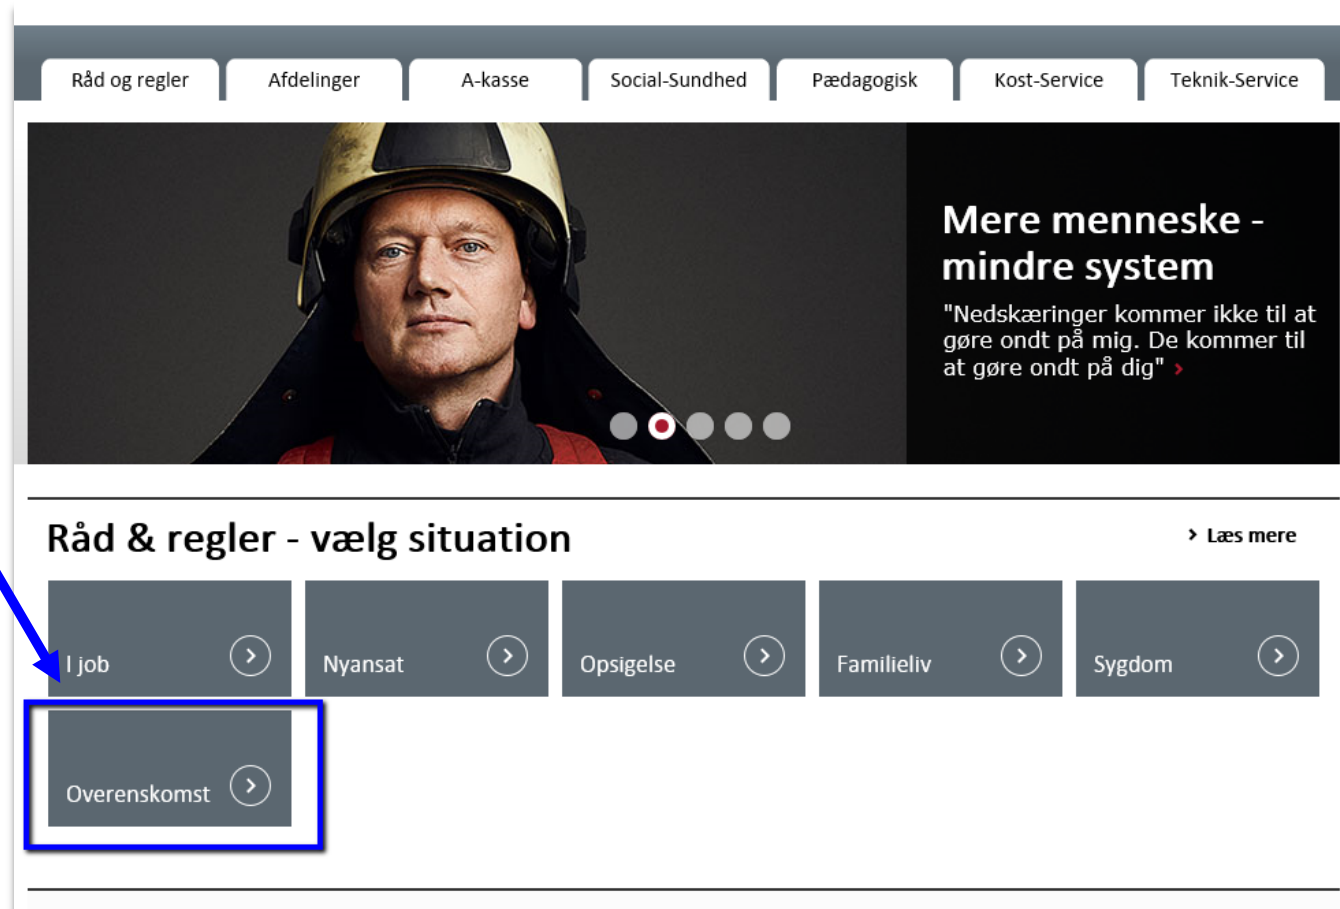 Råd og regler
Afdelinger
A-kasse
Social-Sundhed
Pædagogisk
Kost-Service
Teknik-Service
Mere menneske -
mindre system
"Nedskæringer kommer ikke til at
gøre ondt på mig. De kommer til
at gøre ondt på dig" ›
Råd & regler - vælg situation
› Læs mere
I job
Nyansat
Opsigelse
Familieliv
Sygdom
Overenskomst